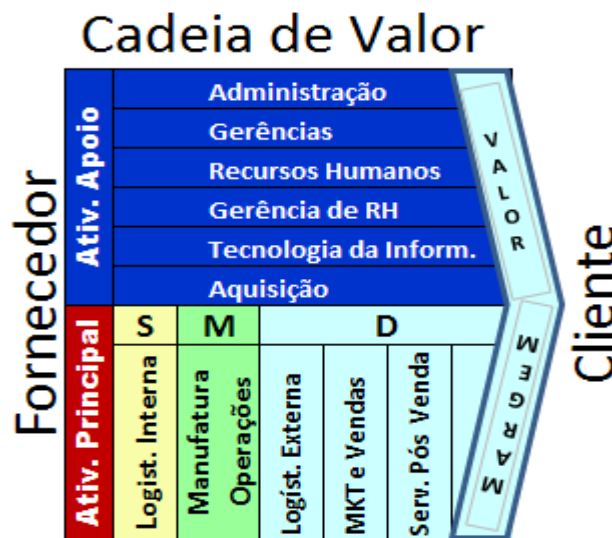 Cadeia de Valor
Fornecedor
Ativ. Apoio
Administração
Gerências
Recursos Humanos
Gerência de RH
Tecnologia da Inform.
Aquisição
VALOR
Cliente
Ativ. Principal
S
M
D
Logist. Interna
Manufatura
Operações
Logíst. Externa
MKT e Vendas
Serv. Pós Venda
MEGRAM